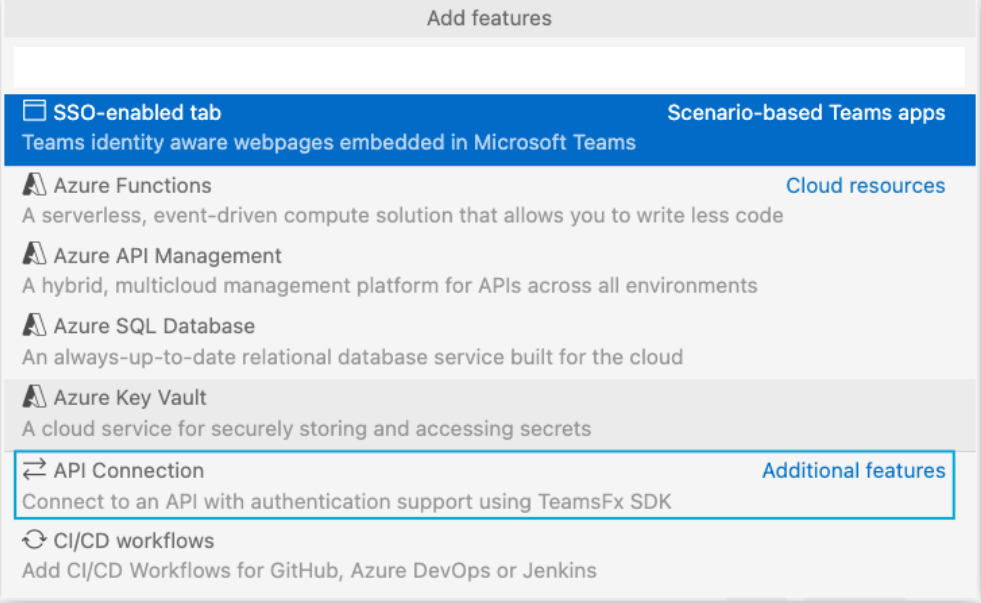 Add features
SSO-enabled tab Scenario-based Teams apps
Teams identity aware webpages embedded in Microsoft Teams
Azure Functions Cloud resources
A serverless, event-driven compute solution that allows you to write less code
Azure API Management
A hybrid, multicloud management platform for APIs across all environments
Azure SQL Database
An always-up-to-date relational database service built for the cloud
Azure Key Vault
A cloud service for securely storing and accessing secrets
API Connection Additional features
Connect to an API with authentication support using TeamsFx SDK
CI/CD workflows
Add CI/CD Workflows for GitHub, Azure DevOps or Jenkins